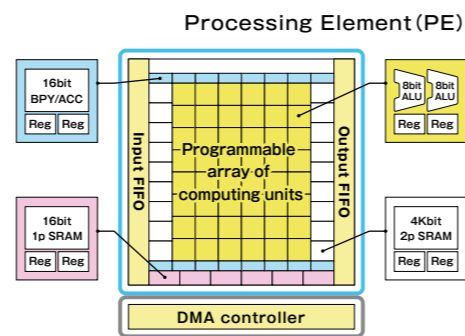 Processing Element(PE)
16bit
BPY/ACC
Reg Reg
8bit
ALU
8bit
ALU
Reg Reg
Input FIFO
Programmable
array of
computing units
Output FIFO
16bit
1p SRAM
Reg Reg
4Kbit
2p SRAM
Reg Reg
DMA controller